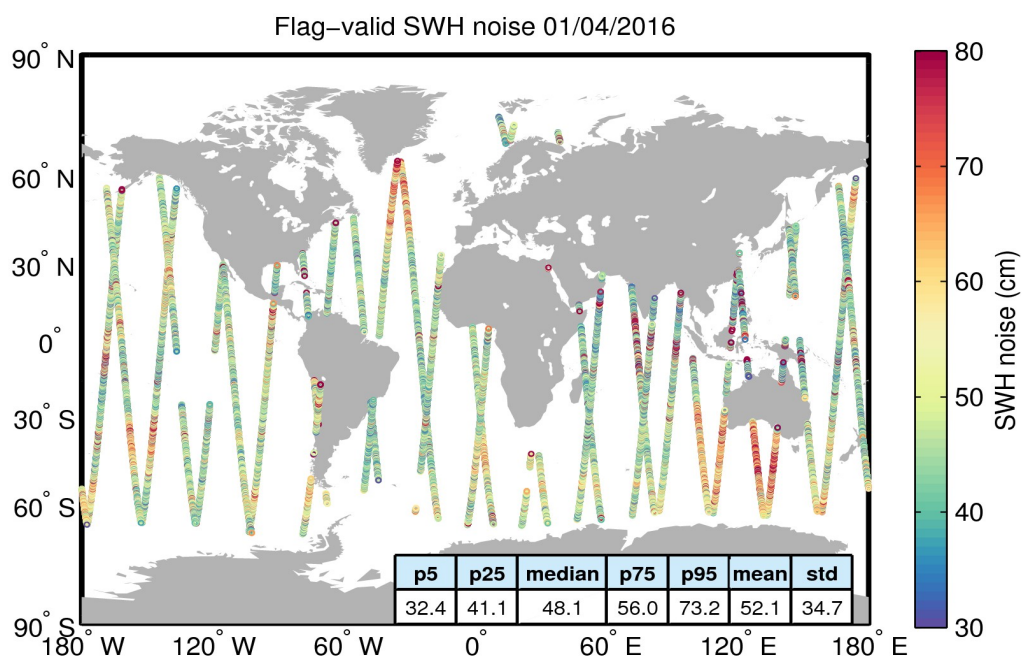 Flag−valid SWH noise 01/04/2016
90° N
60° N
30° N
0°
30° S
60° S
90° S
180° W
120° W
60° W
0°
60° E
120° E
180° E
80
70
60
50
40
30
SWH noise (cm)
p5 p25 median p75 p95 mean std
32.4 41.1 48.1 56.0 73.2 52.1 34.7